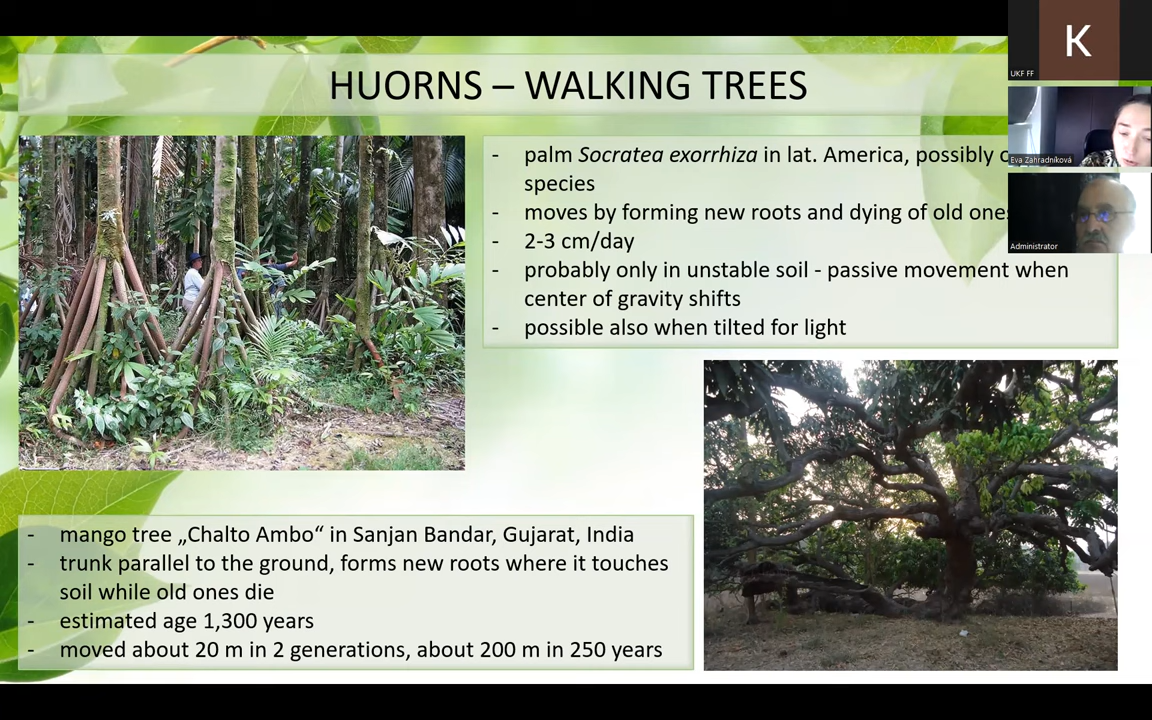 HUORNS – WALKING TREES
- palm Socratea exorrhiza in lat. America, possibly
species
- moves by forming new roots and dying of old ones
- 2-3 cm/day
- probably only in unstable soil - passive movement when
center of gravity shifts
- possible also when tilted for light
- mango tree „Chalto Ambo“ in Sanjan Bandar, Gujarat, India
- trunk parallel to the ground, forms new roots where it touches
soil while old ones die
- estimated age 1,300 years
- moved about 20 m in 2 generations, about 200 m in 250 years
K
UKF FF
Eva Zahradníková
Administrator